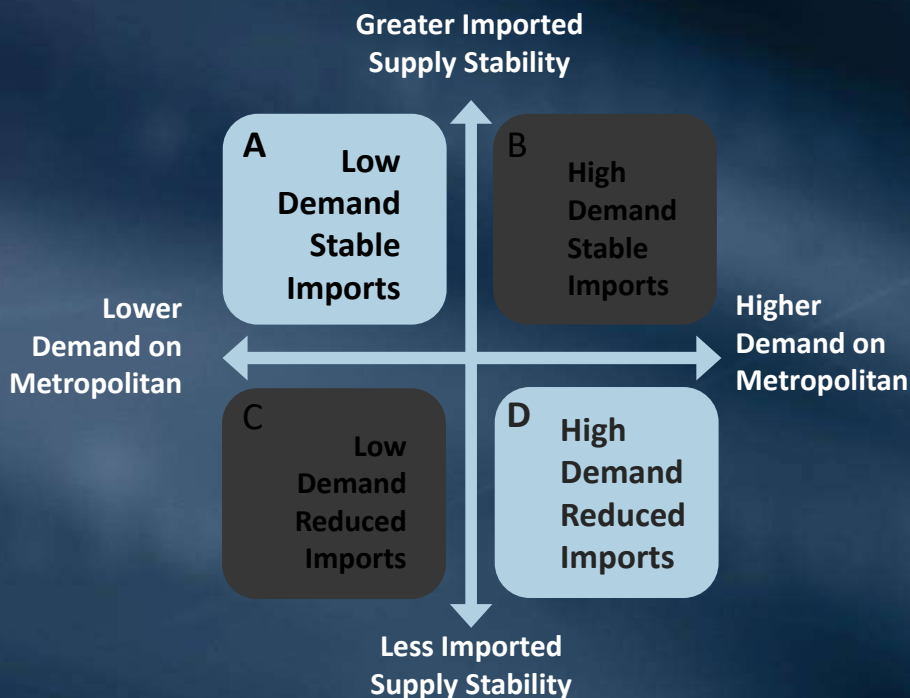 Greater Imported
Supply Stability
A
Low
Demand
Stable
Imports
B
High
Demand
Stable
Imports
Lower
Demand on
Metropolitan
Higher
Demand on
Metropolitan
C
Low
Demand
Reduced
Imports
D
High
Demand
Reduced
Imports
Less Imported
Supply Stability